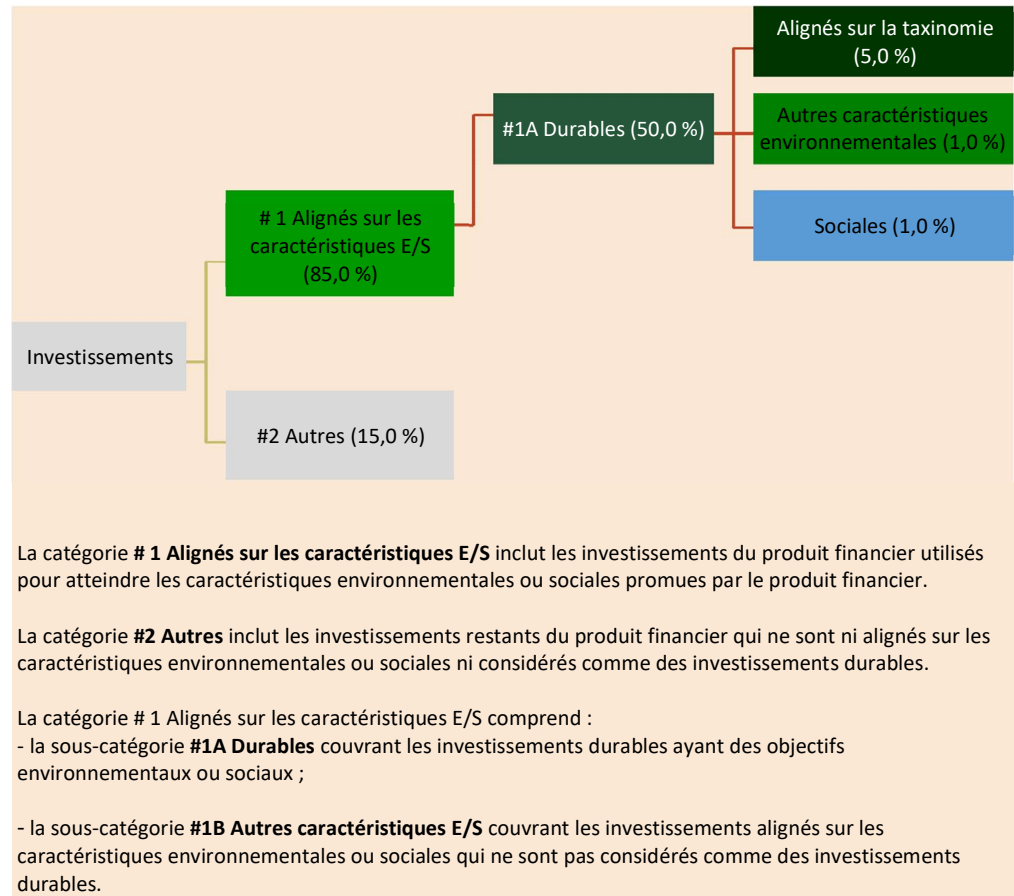 Alignés sur la taxinomie
(5,0 %)
#1A Durables (50,0 %)
Autres caractéristiques
environnementales (1,0 %)
# 1 Alignés sur les
caractéristiques E/S
(85,0 %)
Sociales (1,0 %)
Investissements
#2 Autres (15,0 %)
La catégorie # 1 Alignés sur les caractéristiques E/S inclut les investissements du produit financier utilisés
pour atteindre les caractéristiques environnementales ou sociales promues par le produit financier.
La catégorie #2 Autres inclut les investissements restants du produit financier qui ne sont ni alignés sur les
caractéristiques environnementales ou sociales ni considérés comme des investissements durables.
La catégorie # 1 Alignés sur les caractéristiques E/S comprend :
- la sous-catégorie #1A Durables couvrant les investissements durables ayant des objectifs
environnementaux ou sociaux ;
- la sous-catégorie #1B Autres caractéristiques E/S couvrant les investissements alignés sur les
caractéristiques environnementales ou sociales qui ne sont pas considérés comme des investissements
durables.